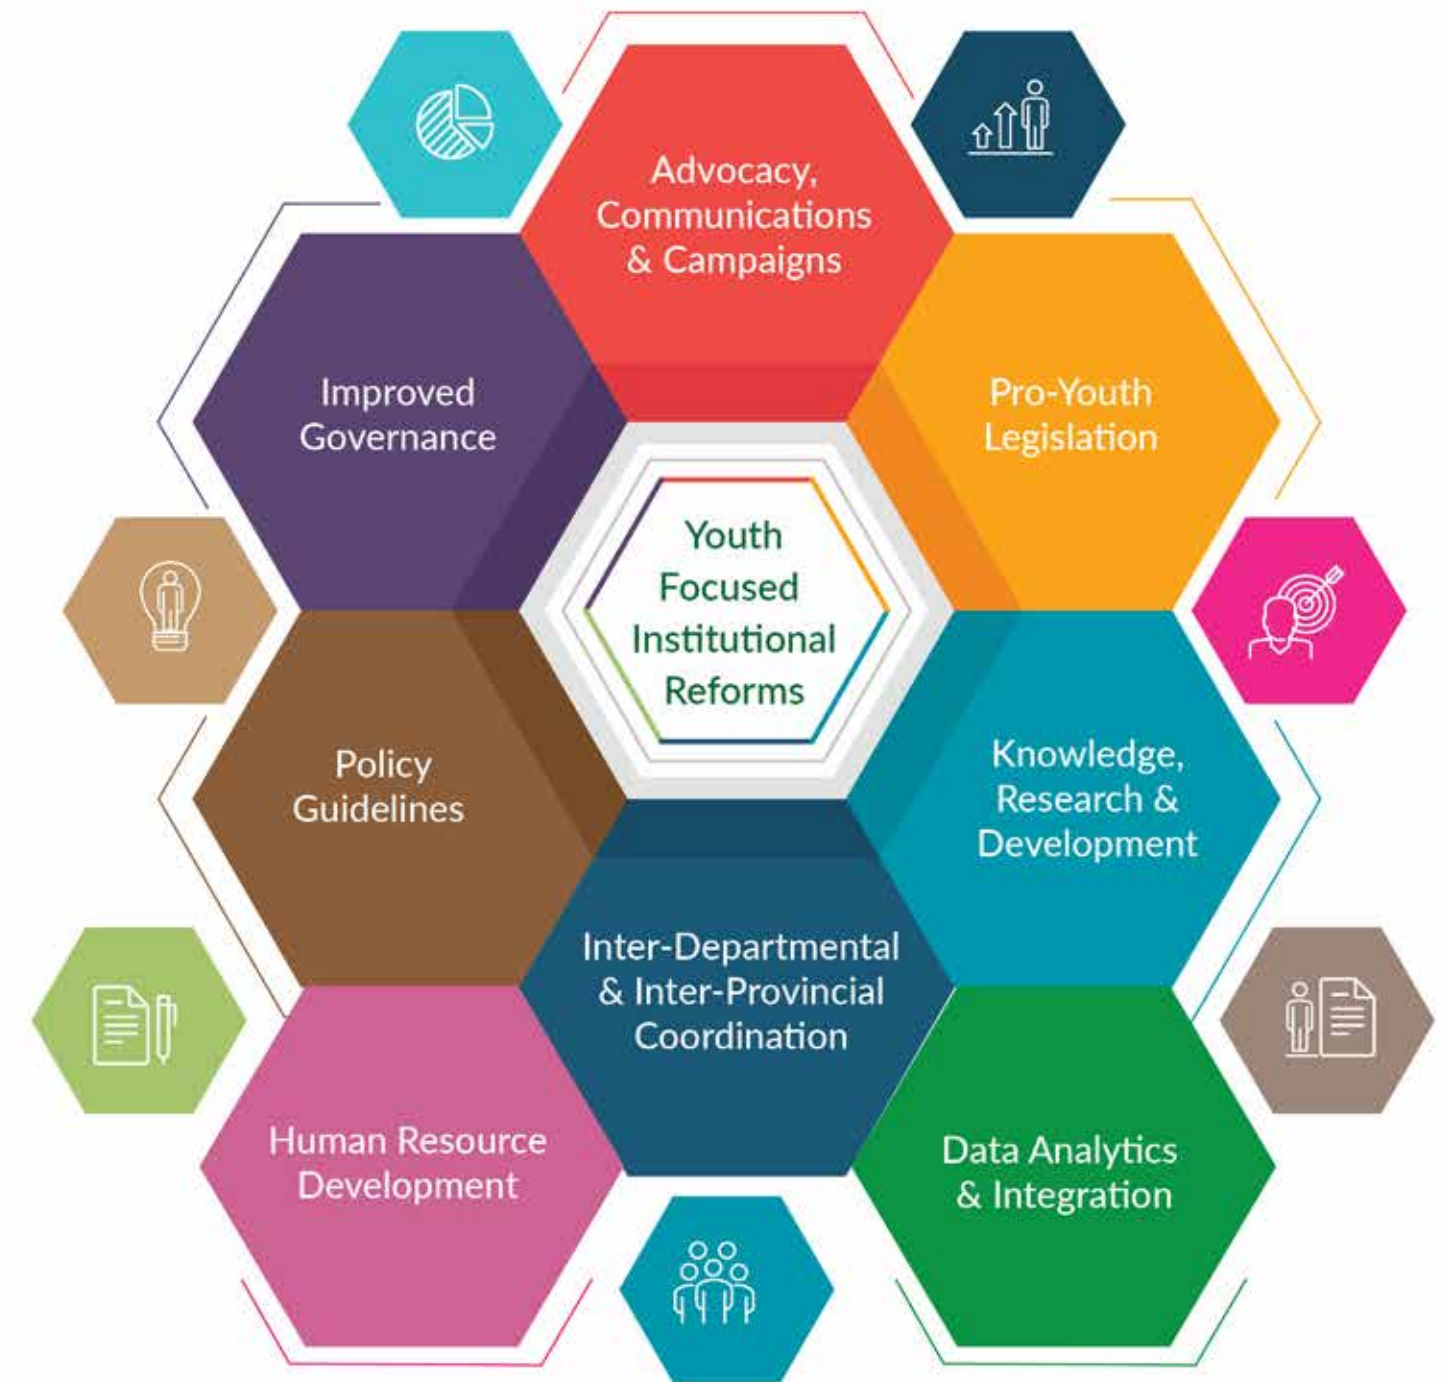 Advocacy,
Communications
& Campaigns
Improved
Governance
Pro-Youth
Legislation
Youth
Focused
Institutional
Reforms
Policy
Guidelines
Knowledge,
Research &
Development
Inter-Departmental
& Inter-Provincial
Coordination
Human Resource
Development
Data Analytics
& Integration